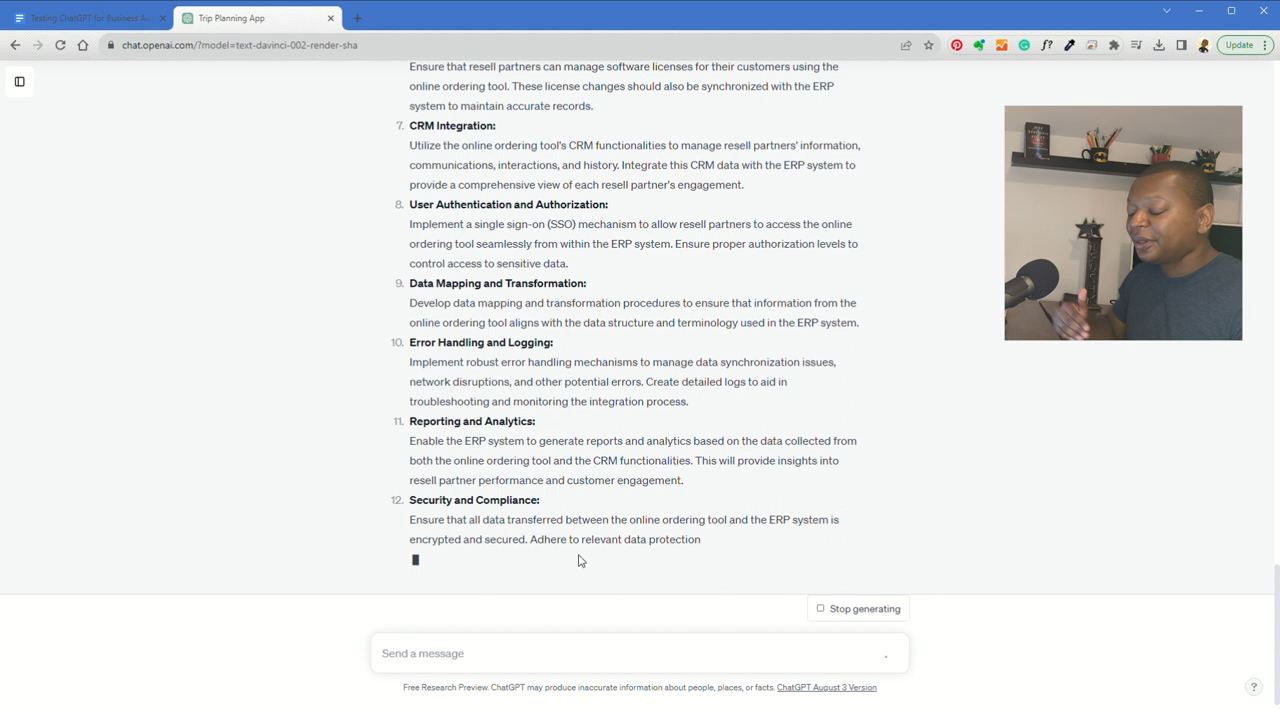 Testing ChatGPT for Business An
Trip Planning App
chat.openai.com/?model=text-davinci-002-render-sha
Update
Ensure that resell partners can manage software licenses for their customers using the
online ordering tool. These license changes should also be synchronized with the ERP
system to maintain accurate records.
7. CRM Integration:
Utilize the online ordering tool's CRM functionalities to manage resell partners' information,
communications, interactions, and history. Integrate this CRM data with the ERP system to
provide a comprehensive view of each resell partner's engagement.
8. User Authentication and Authorization:
Implement a single sign-on (SSO) mechanism to allow resell partners to access the online
ordering tool seamlessly from within the ERP system. Ensure proper authorization levels to
control access to sensitive data.
9. Data Mapping and Transformation:
Develop data mapping and transformation procedures to ensure that information from the
online ordering tool aligns with the data structure and terminology used in the ERP system.
10. Error Handling and Logging:
Implement robust error handling mechanisms to manage data synchronization issues,
network disruptions, and other potential errors. Create detailed logs to aid in
troubleshooting and monitoring the integration process.
11. Reporting and Analytics:
Enable the ERP system to generate reports and analytics based on the data collected from
both the online ordering tool and the CRM functionalities. This will provide insights into
resell partner performance and customer engagement.
12. Security and Compliance:
Ensure that all data transferred between the online ordering tool and the ERP system is
encrypted and secured. Adhere to relevant data protection
Stop generating
Send a message
Free Research Preview. ChatGPT may produce inaccurate information about people, places, or facts. ChatGPT August 3 Version
?